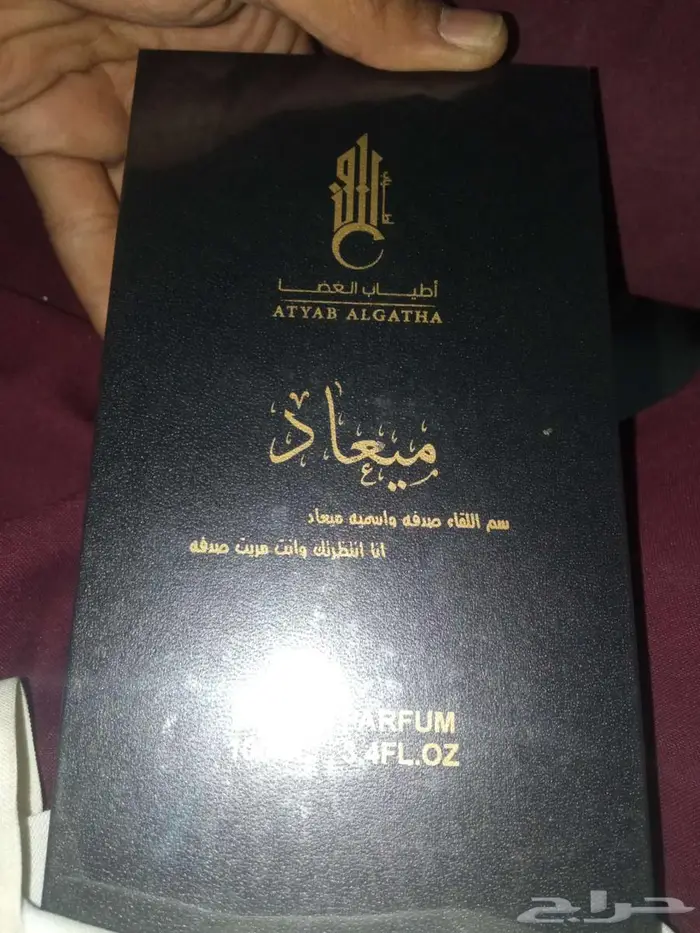 أطياب الغضا
ATYAB ALGATHA
ميعاد
سم اللقاء صدفه واسميه ميعاد
انا انتظرتك وانت مريت صدفه
PARFUM
3.4FL.OZ
حراج